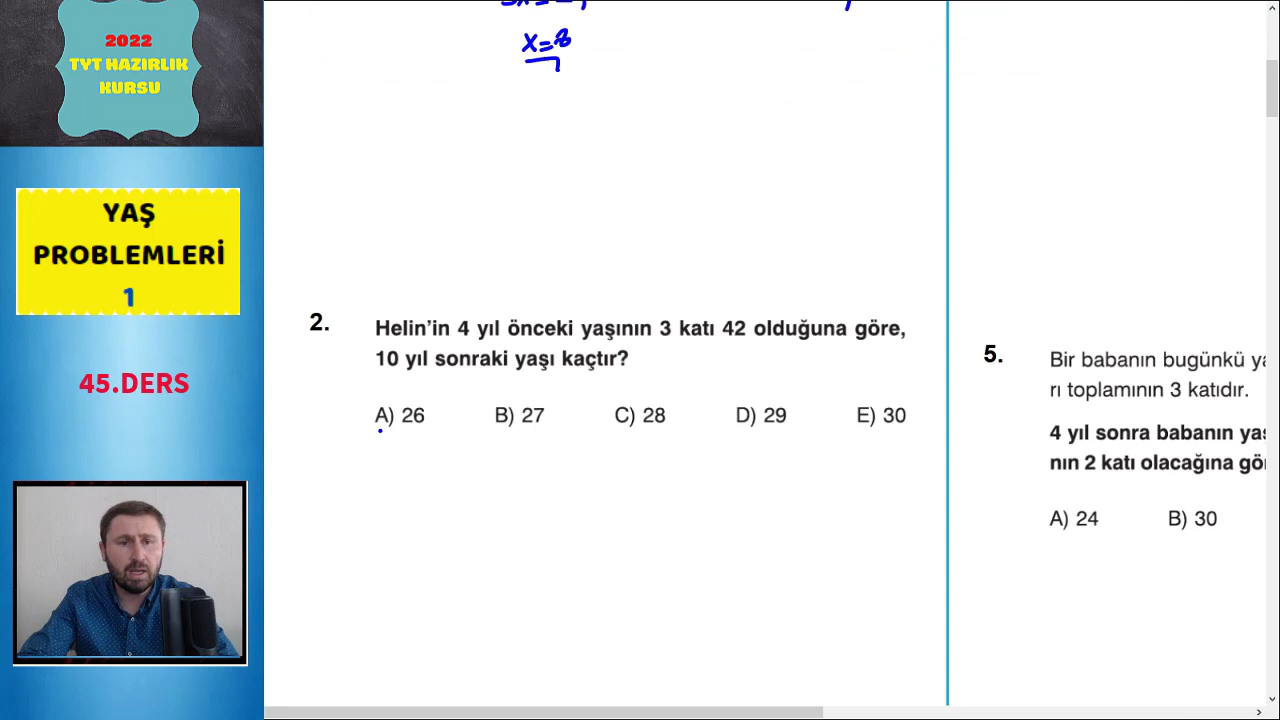 2022
TYT HAZIRLIK
KURSU
YAŞ
PROBLEMLERİ
1
45.DERS
x=8
2. Helin’in 4 yıl önceki yaşının 3 katı 42 olduğuna göre,
10 yıl sonraki yaşı kaçtır?
A) 26 B) 27 C) 28 D) 29 E) 30
5. Bir babanın bugünkü
rı toplamının 3 katıdır.
4 yıl sonra babanın
nın 2 katı olacağına
A) 24 B) 30